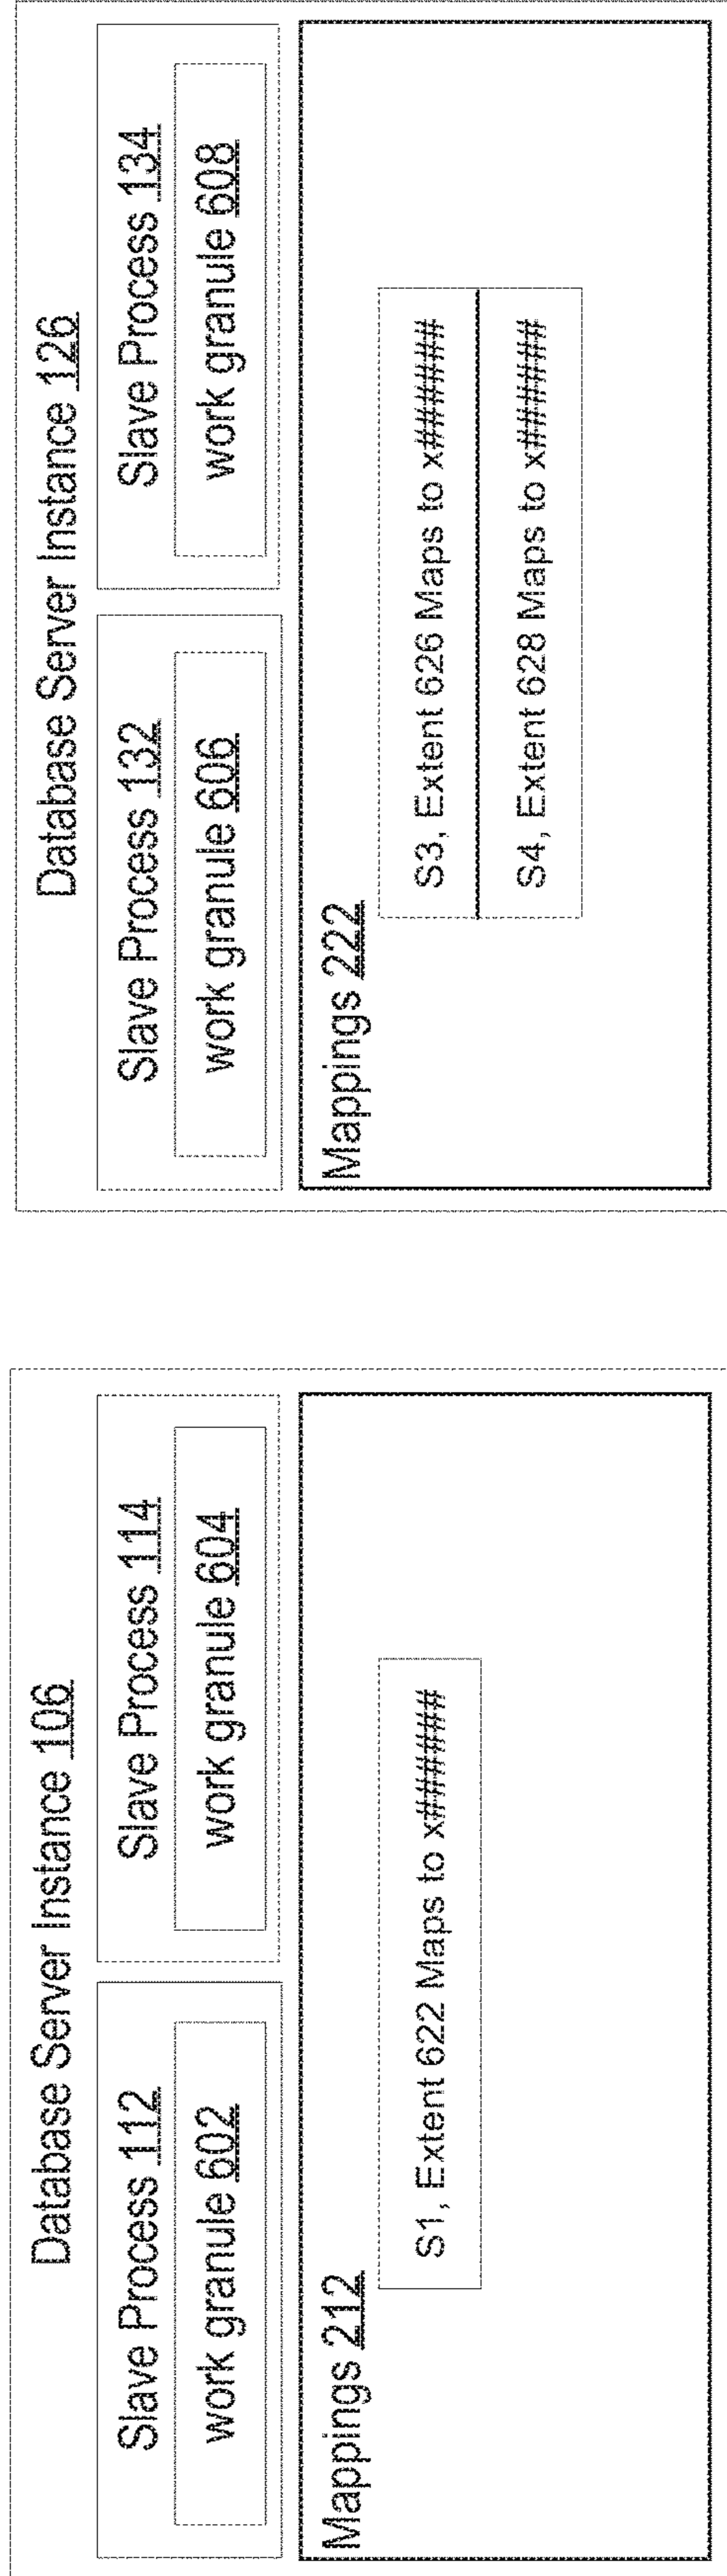 Database Server Instance 106
Slave Process 112
work granule 602
Slave Process 114
work granule 604
Mappings 212
S1, Extent 622 Maps to x######
Database Server Instance 126
Slave Process 132
work granule 606
Slave Process 134
work granule 608
Mappings 222
S3, Extent 626 Maps to x######
S4, Extent 628 Maps to x######